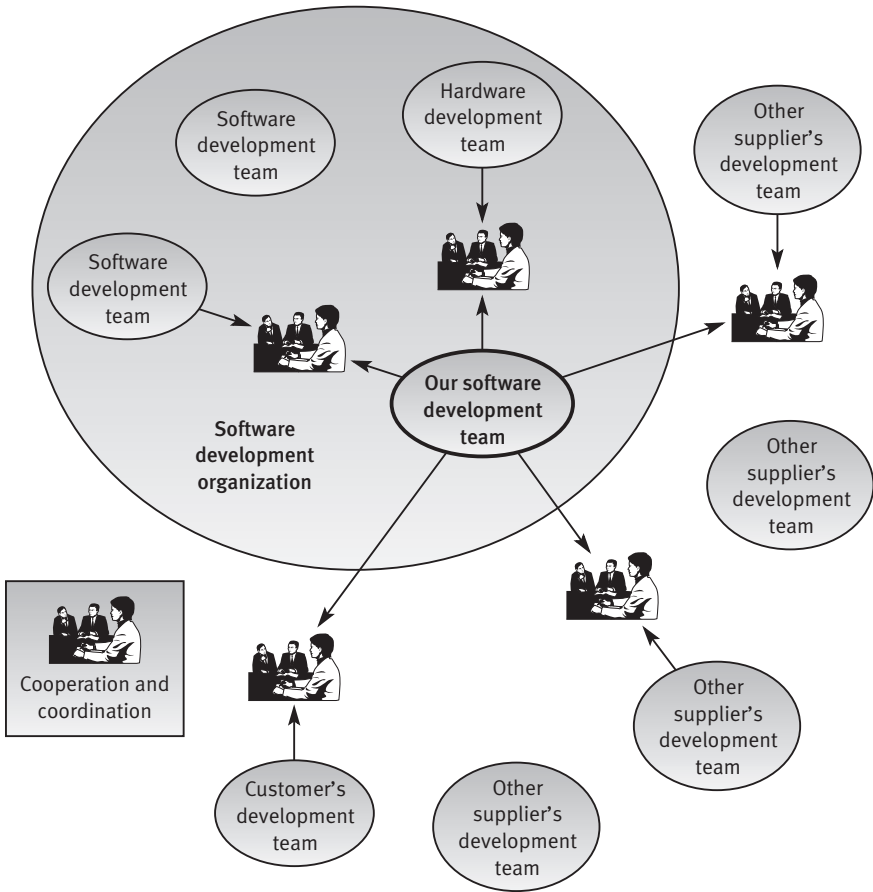 Hardware
development
team
Software
development
team
Other
supplier's
development
team
Software
development
team
Our software
development
team
Software
development
organization
Other
supplier's
development
team
Cooperation and
coordination
Other
supplier's
development
team
Customer's
development
team
Other
supplier's
development
team